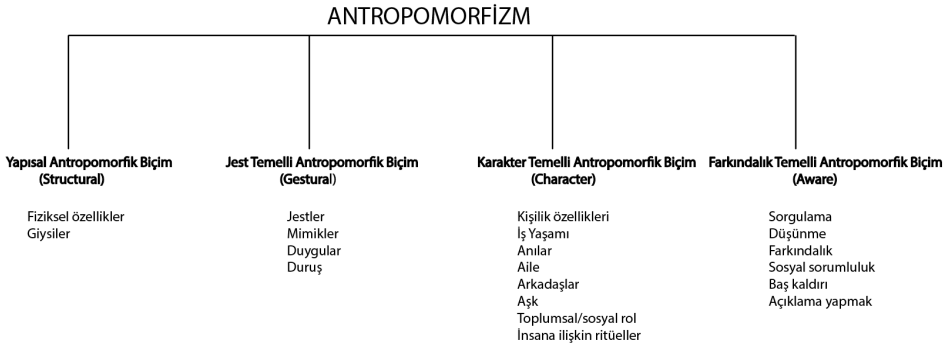 ANTROPOMORFİZM
Yapısal Antropomorfik Biçim
(Structural)
Fiziksel özellikler
Giysiler
Jest Temelli Antropomorfik Biçim
(Gestural)
Jestler
Mimikler
Duygular
Duruş
Karakter Temelli Antropomorfik Biçim
(Character)
Kişilik özellikleri
İş Yaşamı
Anılar
Aile
Arkadaşlar
Aşk
Toplumsal/sosyal rol
İnsana ilişkin ritüeller
Farkındalık Temelli Antropomorfik Biçim
(Aware)
Sorgulama
Düşünme
Farkındalık
Sosyal sorumluluk
Baş kaldırı
Açıklama yapmak